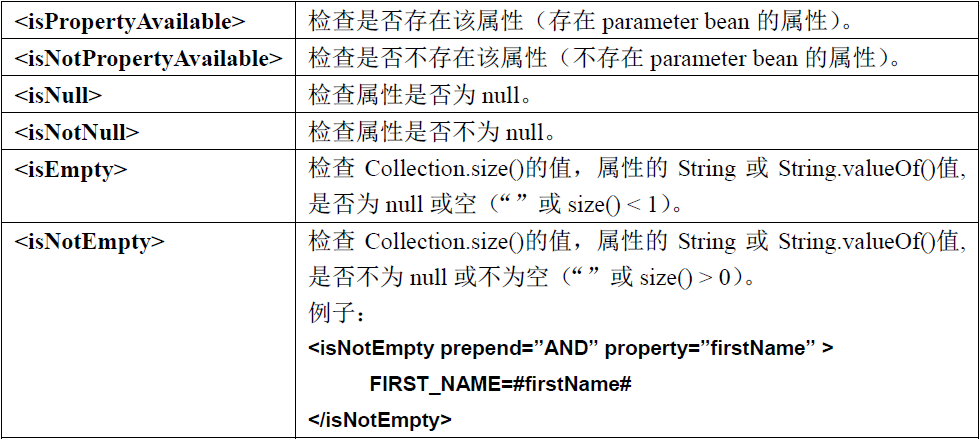 <isPropertyAvailable> 检查是否存在该属性（存在 parameter bean 的属性）。
<isNotPropertyAvailable> 检查是否不存在该属性（不存在 parameter bean 的属性）。
<isNull> 检查属性是否为 null。
<isNotNull> 检查属性是否不为 null。
<isEmpty> 检查 Collection.size()的值，属性的 String 或 String.valueOf()值,
是否为 null 或空（“ ” 或 size() < 1）。
<isNotEmpty> 检查 Collection.size()的值，属性的 String 或 String.valueOf()值,
是否不为 null 或不为空（“ ” 或 size() > 0）。
例子：
<isNotEmpty prepend=”AND” property=”firstName” >
FIRST_NAME=#firstName#
</isNotEmpty>